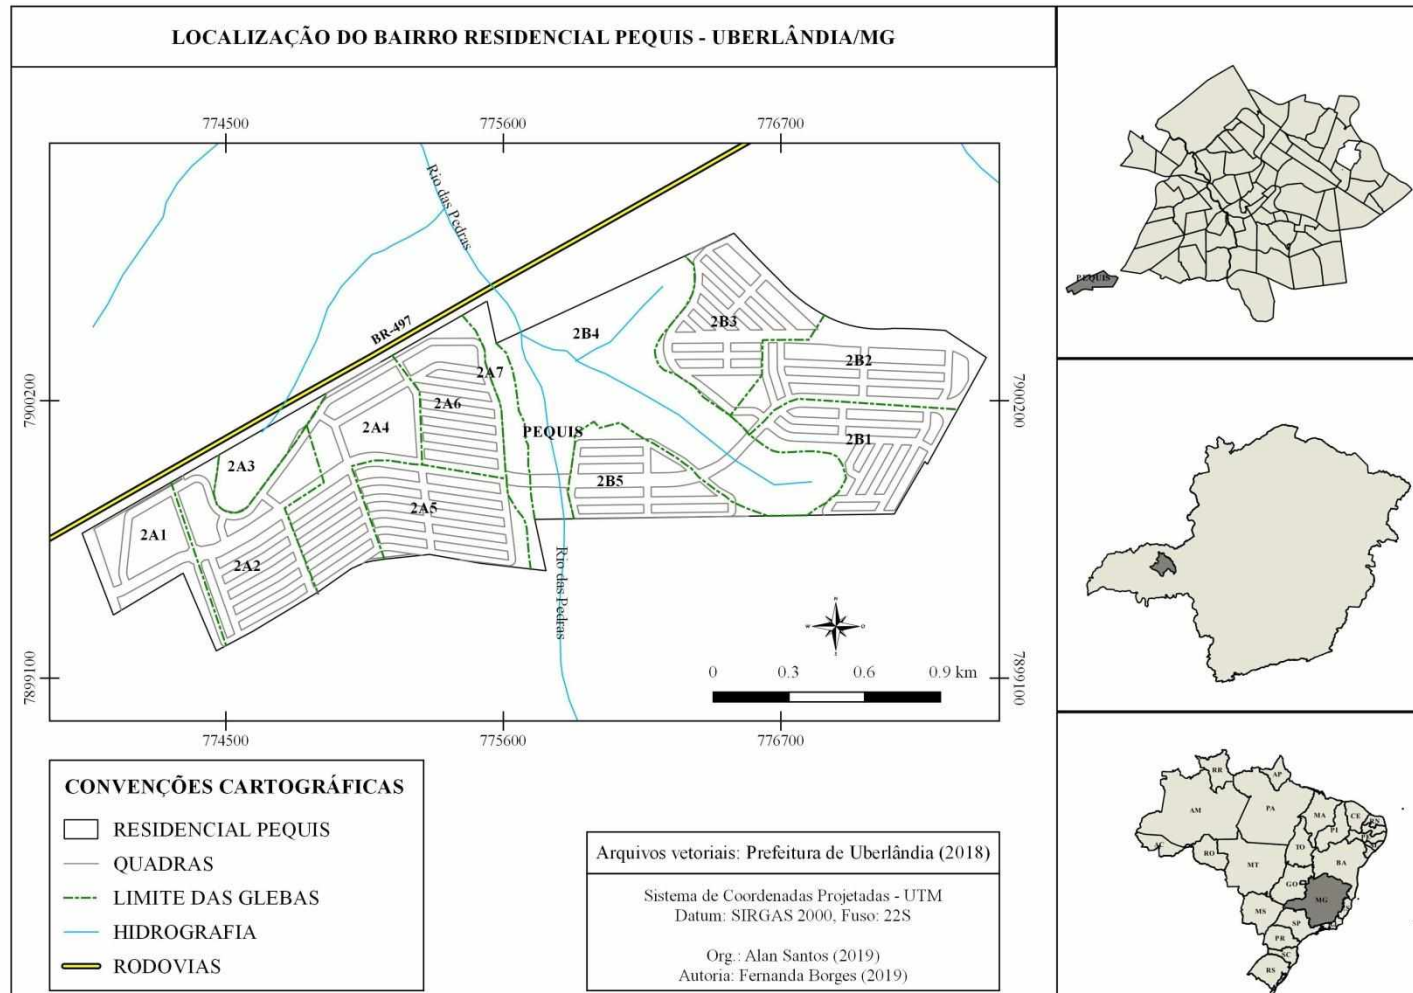 LOCALIZAÇÃO DO BAIRRO RESIDENCIAL PEQUIS - UBERLÂNDIA/MG
774500 775600 776700
Rio das Pedras
BR-497
2B3
2B4
2B2
2A7
7900200 7900200
2A6
2A4
PEQUIS
2B1
2A3
2B5
2A5
2A1
2A2
Rio das Pedras
0 0.3 0.6 0.9 km
7899100 7899100
774500 775600 776700
CONVENÇÕES CARTOGRÁFICAS
RESIDENCIAL PEQUIS
QUADRAS
LIMITE DAS GLEBAS
HIDROGRAFIA
RODOVIAS
Arquivos vetoriais: Prefeitura de Uberlândia (2018)
Sistema de Coordenadas Projetadas - UTM
Datum: SIRGAS 2000, Fuso: 22S
Org.: Alan Santos (2019)
Autoria: Fernanda Borges (2019)
PEQUIS
RR
AP
AM
PA
MA
CE
RN
PI
AC
RO
TO
MT
BA
GO
MG
MS
SP
PR
SC
RS